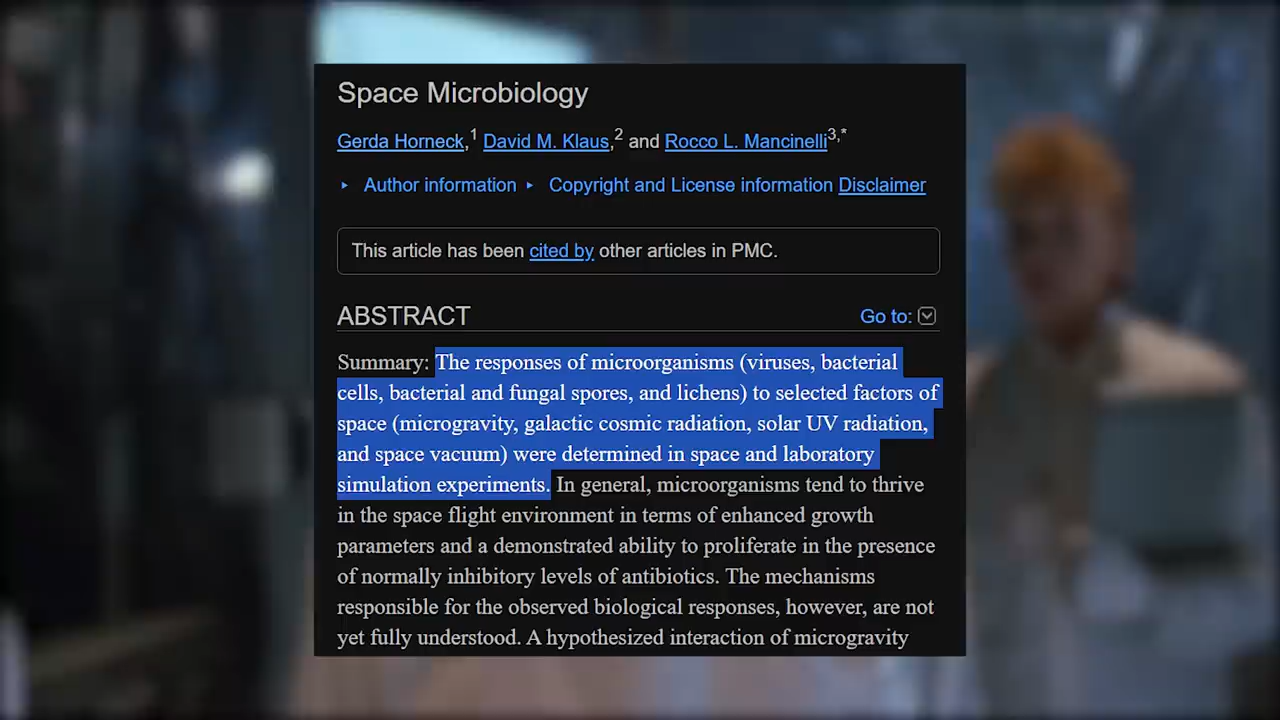 Space Microbiology
Gerda Horneck,1 David M. Klaus,2 and Rocco L. Mancinelli3,*
▸ Author information ▸ Copyright and License information Disclaimer
This article has been cited by other articles in PMC.
ABSTRACT Go to:
Summary: The responses of microorganisms (viruses, bacterial
cells, bacterial and fungal spores, and lichens) to selected factors of
space (microgravity, galactic cosmic radiation, solar UV radiation,
and space vacuum) were determined in space and laboratory
simulation experiments. In general, microorganisms tend to thrive
in the space flight environment in terms of enhanced growth
parameters and a demonstrated ability to proliferate in the presence
of normally inhibitory levels of antibiotics. The mechanisms
responsible for the observed biological responses, however, are not
yet fully understood. A hypothesized interaction of microgravity